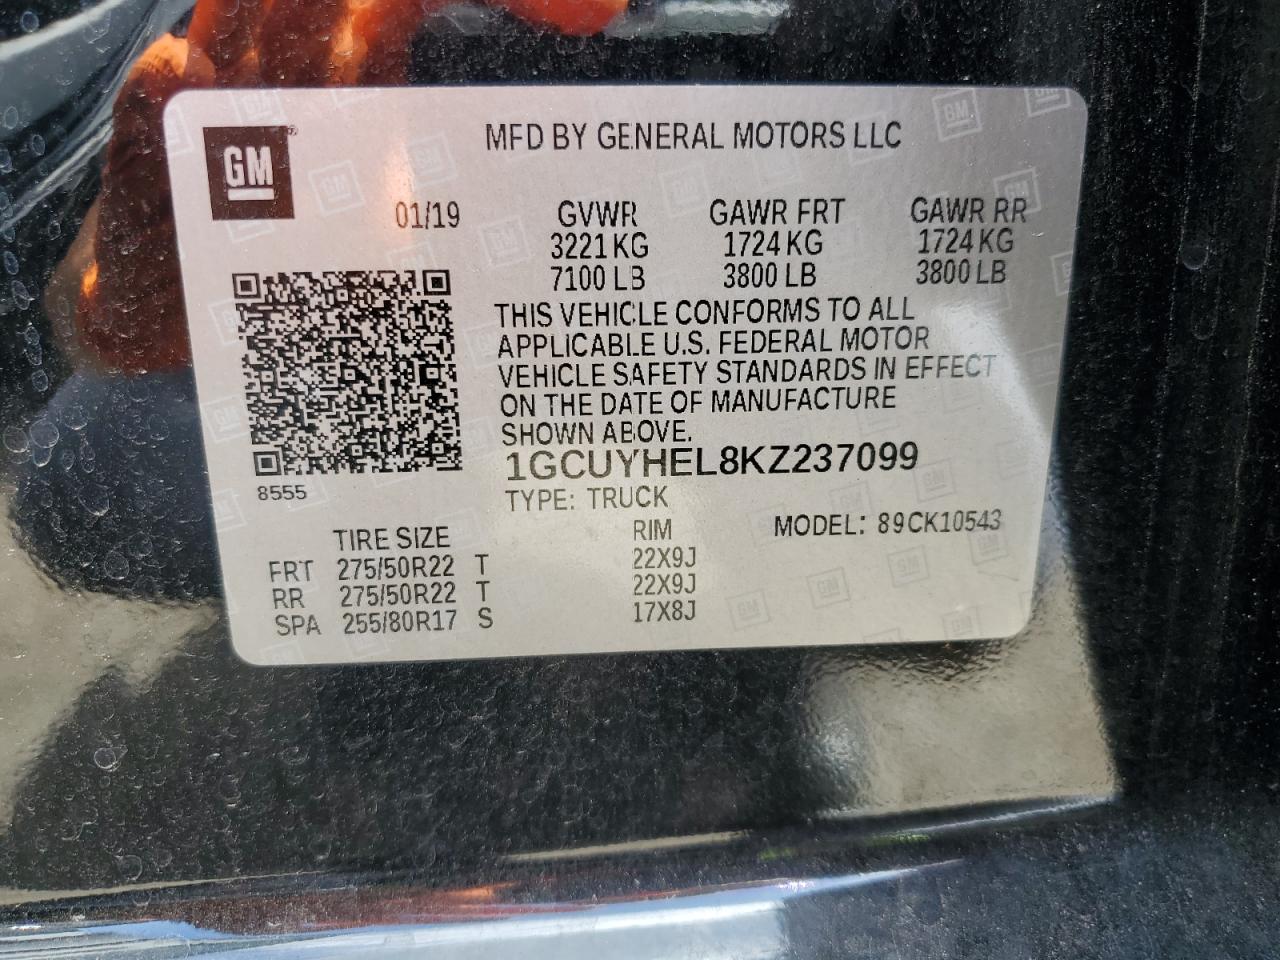 GM
MFD BY GENERAL MOTORS LLC
01/19 GVWR GAWR FRT GAWR RR
3221 KG 1724 KG 1724 KG
7100 LB 3800 LB 3800 LB
THIS VEHICLE CONFORMS TO ALL
APPLICABLE U.S. FEDERAL MOTOR
VEHICLE SAFETY STANDARDS IN EFFECT
ON THE DATE OF MANUFACTURE
SHOWN ABOVE.
1GCUYHEL8KZ237099
8555
TYPE: TRUCK
TIRE SIZE RIM MODEL: 89CK10543
FRT 275/50R22 T 22X9J
RR 275/50R22 T 22X9J
SPA 255/80R17 S 17X8J